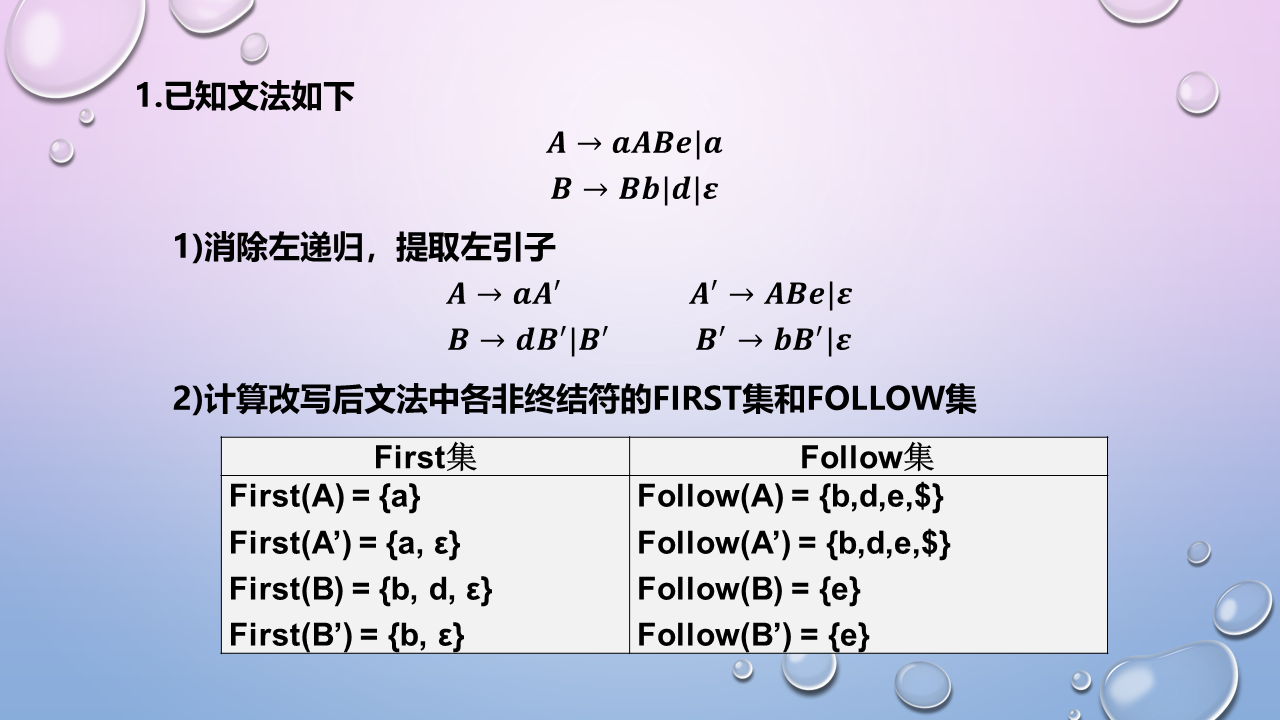 1.已知文法如下
A → aABe|a
B → Bb|d|ε
1)消除左递归，提取左引子
A → aA′ A′ → ABe|ε
B → dB′|B′ B′ → bB′|ε
2)计算改写后文法中各非终结符的FIRST集和FOLLOW集
First集 Follow集
First(A) = {a} Follow(A) = {b,d,e,$}
First(A’) = {a, ε} Follow(A’) = {b,d,e,$}
First(B) = {b, d, ε} Follow(B) = {e}
First(B’) = {b, ε} Follow(B’) = {e}